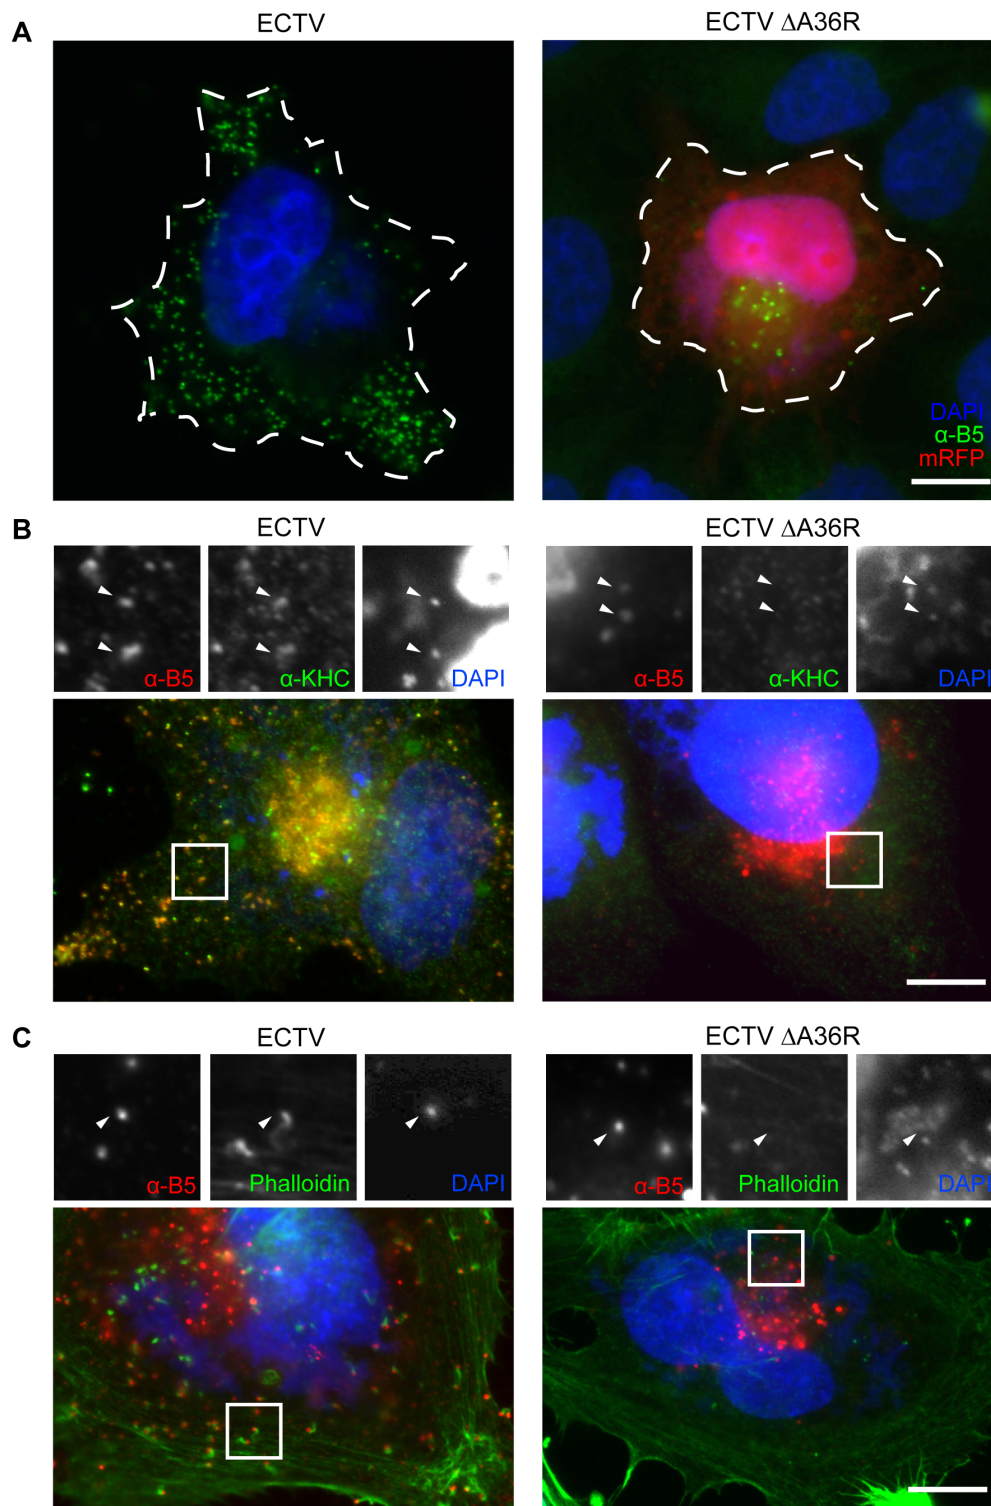 A
ECTV
ECTV ΔA36R
DAPI
α-B5
mRFP
B
ECTV
ECTV ΔA36R
α-B5
α-KHC
DAPI
α-B5
α-KHC
DAPI
C
ECTV
ECTV ΔA36R
α-B5
Phalloidin
DAPI
α-B5
Phalloidin
DAPI